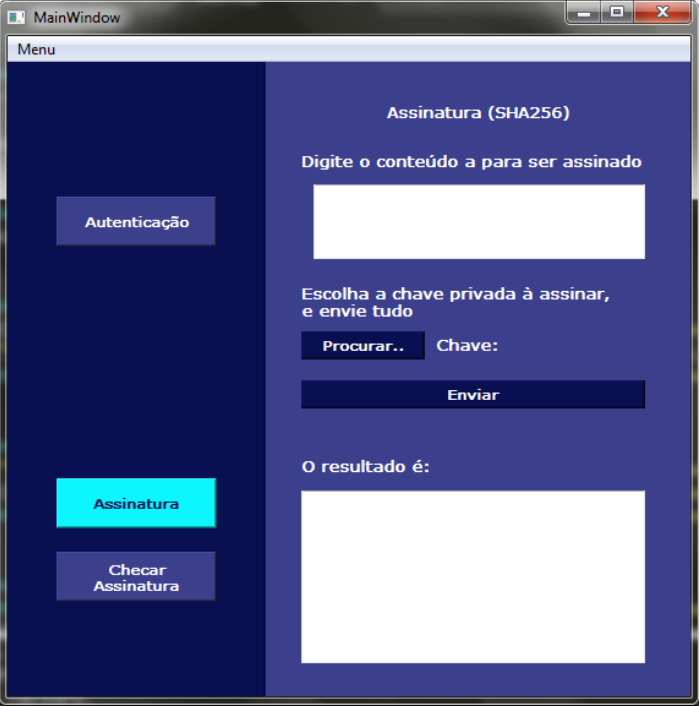 MainWindow
Menu
Autenticação
Assinatura
Checar
Assinatura
Assinatura (SHA256)
Digite o conteúdo a para ser assinado
Escolha a chave privada à assinar,
e envie tudo
Procurar..
Chave:
Enviar
O resultado é: